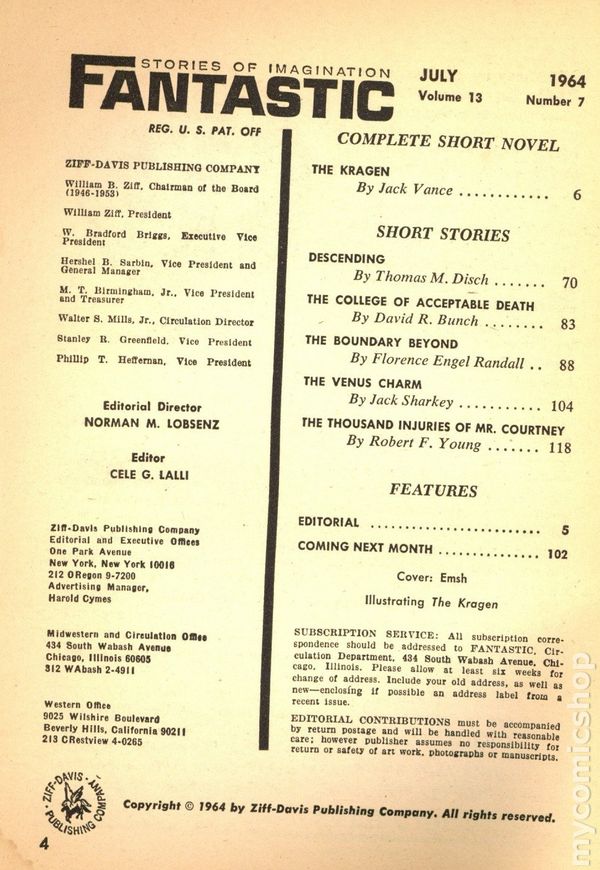 STORIES OF IMAGINATION
FANTASTIC
REG. U. S. PAT. OFF
JULY 1964
Volume 13 Number 7
ZIFF-DAVIS PUBLISHING COMPANY
William B. Ziff, Chairman of the Board
(1946-1953)
William Ziff, President
W. Bradford Briggs, Executive Vice
President
Hershel B. Sarbin, Vice President and
General Manager
M. T. Birmingham, Jr., Vice President
and Treasurer
Walter S. Mills, Jr., Circulation Director
Stanley R. Greenfield, Vice President
Phillip T. Heffernan, Vice President
Editorial Director
NORMAN M. LOBSENZ
Editor
CELE G. LALLI
Ziff-Davis Publishing Company
Editorial and Executive Offices
One Park Avenue
New York, New York 10016
212 ORegon 9-7200
Advertising Manager,
Harold Cymes
Midwestern and Circulation Office
434 South Wabash Avenue
Chicago, Illinois 60605
312 WAbash 2-4911
Western Office
9025 Wilshire Boulevard
Beverly Hills, California 90211
213 CRestview 4-0265
COMPLETE SHORT NOVEL
THE KRAGEN
By Jack Vance ........... 6
SHORT STORIES
DESCENDING
By Thomas M. Disch ....... 70
THE COLLEGE OF ACCEPTABLE DEATH
By David R. Bunch ........ 83
THE BOUNDARY BEYOND
By Florence Engel Randall .. 88
THE VENUS CHARM
By Jack Sharkey ........... 104
THE THOUSAND INJURIES OF MR. COURTNEY
By Robert F. Young ....... 118
FEATURES
EDITORIAL ........................ 5
COMING NEXT MONTH .............. 102
Cover: Emsh
Illustrating The Kragen
SUBSCRIPTION SERVICE: All subscription corre-
spondence should be addressed to FANTASTIC, Cir-
culation Department, 434 South Wabash Avenue, Chi-
cago, Illinois. Please allow at least six weeks for
change of address. Include your old address, as well as
new—enclosing if possible an address label from a
recent issue.
EDITORIAL CONTRIBUTIONS must be accompanied
by return postage and will be handled with reasonable
care; however publisher assumes no responsibility for
return or safety of art work, photographs or manuscripts.
ZIFF-DAVIS PUBLISHING COMPANY
Copyright © 1964 by Ziff-Davis Publishing Company. All rights reserved.
4
mycomicshop